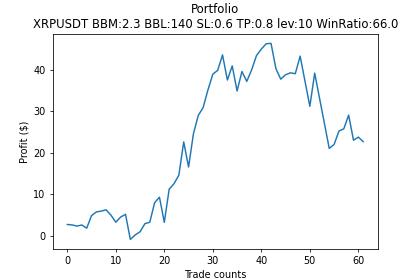 Portfolio
XRPUSDT BBM:2.3 BBL:140 SL:0.6 TP:0.8 lev:10 WinRatio:66.0
Profit ($)
40
30
20
10
0
0 10 20 30 40 50 60
Trade counts